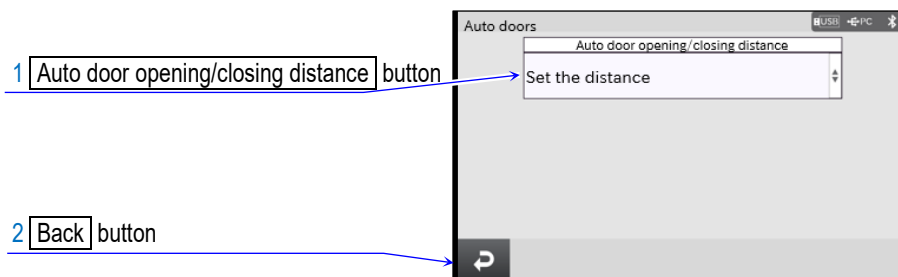 Auto doors
USB PC
Auto door opening/closing distance
1 Auto door opening/closing distance button
Set the distance
2 Back button